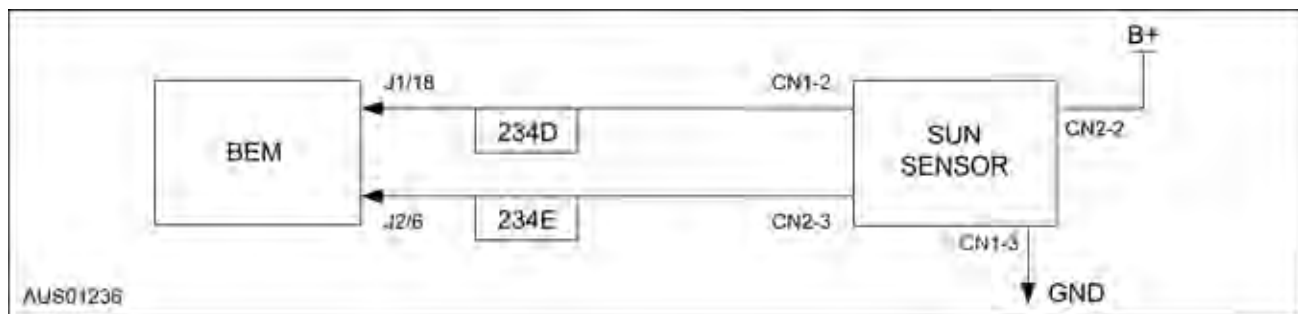 B+
J1/18
CN1-2
234D
BEM
SUN
SENSOR
CN2-2
J2/6
234E
CN2-3
CN1-3
AUS01236
GND